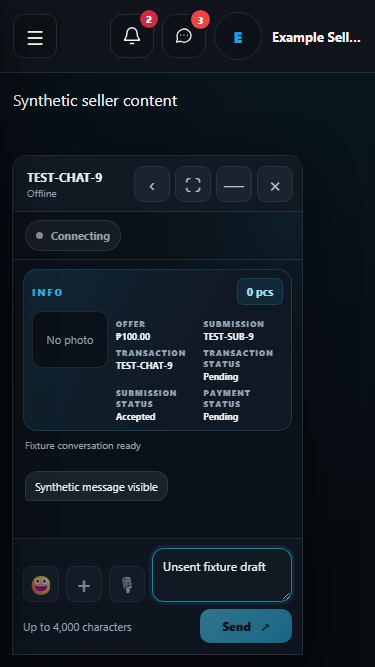 2
3
E
Example Sell...
Synthetic seller content
TEST-CHAT-9
Offline
Connecting
INFO
0 pcs
No photo
OFFER
₱100.00
SUBMISSION
TEST-SUB-9
TRANSACTION
TEST-CHAT-9
TRANSACTION
STATUS
Pending
SUBMISSION
STATUS
Accepted
PAYMENT
STATUS
Pending
Fixture conversation ready
Synthetic message visible
Unsent fixture draft
Up to 4,000 characters
Send ↗